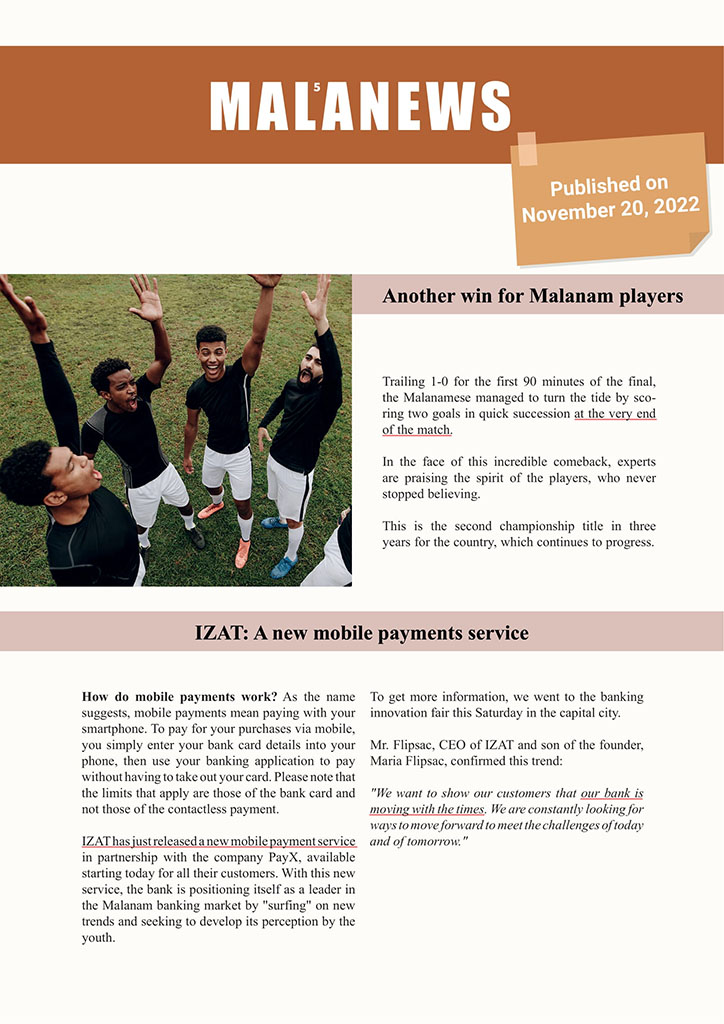 MALANEWS
5
Published on
November 20, 2022
Another win for Malanam players
Trailing 1-0 for the first 90 minutes of the final,
the Malanamese managed to turn the tide by sco-
ring two goals in quick succession at the very end
of the match.
In the face of this incredible comeback, experts
are praising the spirit of the players, who never
stopped believing.
This is the second championship title in three
years for the country, which continues to progress.
IZAT: A new mobile payments service
How do mobile payments work? As the name
suggests, mobile payments mean paying with your
smartphone. To pay for your purchases via mobile,
you simply enter your bank card details into your
phone, then use your banking application to pay
without having to take out your card. Please note that
the limits that apply are those of the bank card and
not those of the contactless payment.
IZAT has just released a new mobile payment service
in partnership with the company PayX, available
starting today for all their customers. With this new
service, the bank is positioning itself as a leader in
the Malanam banking market by "surfing" on new
trends and seeking to develop its perception by the
youth.
To get more information, we went to the banking
innovation fair this Saturday in the capital city.
Mr. Flipsac, CEO of IZAT and son of the founder,
Maria Flipsac, confirmed this trend:
"We want to show our customers that our bank is
moving with the times. We are constantly looking for
ways to move forward to meet the challenges of today
and of tomorrow."